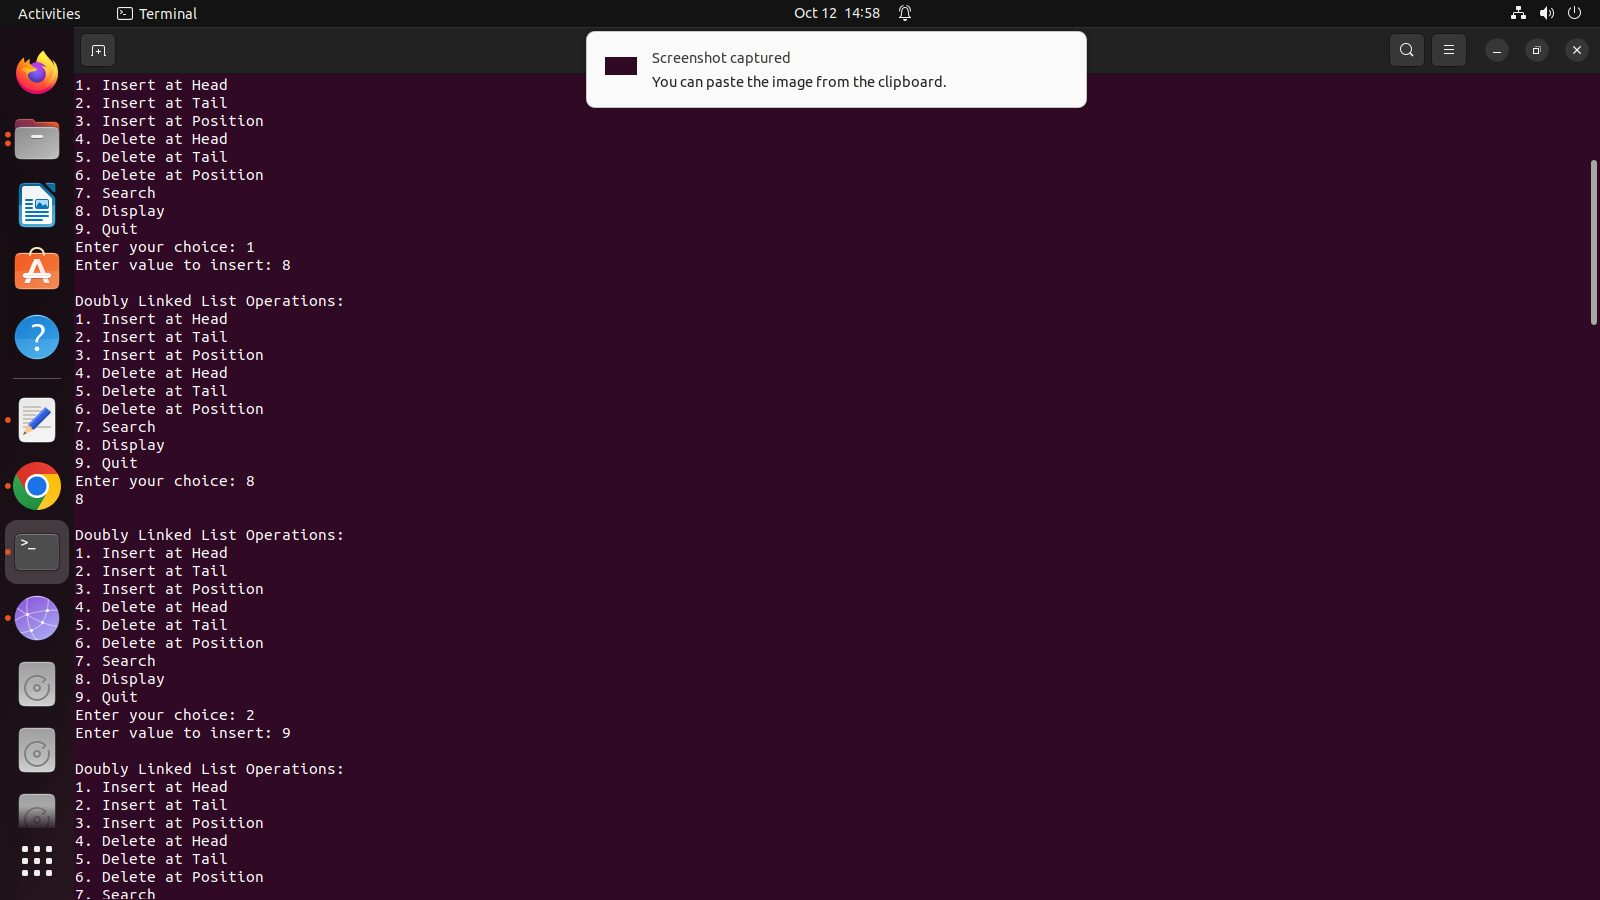 Activities
Terminal
Oct 12 14:58
Screenshot captured
You can paste the image from the clipboard.
1. Insert at Head
2. Insert at Tail
3. Insert at Position
4. Delete at Head
5. Delete at Tail
6. Delete at Position
7. Search
8. Display
9. Quit
Enter your choice: 1
Enter value to insert: 8
Doubly Linked List Operations:
1. Insert at Head
2. Insert at Tail
3. Insert at Position
4. Delete at Head
5. Delete at Tail
6. Delete at Position
7. Search
8. Display
9. Quit
Enter your choice: 8
8
Doubly Linked List Operations:
1. Insert at Head
2. Insert at Tail
3. Insert at Position
4. Delete at Head
5. Delete at Tail
6. Delete at Position
7. Search
8. Display
9. Quit
Enter your choice: 2
Enter value to insert: 9
Doubly Linked List Operations:
1. Insert at Head
2. Insert at Tail
3. Insert at Position
4. Delete at Head
5. Delete at Tail
6. Delete at Position
7. Search